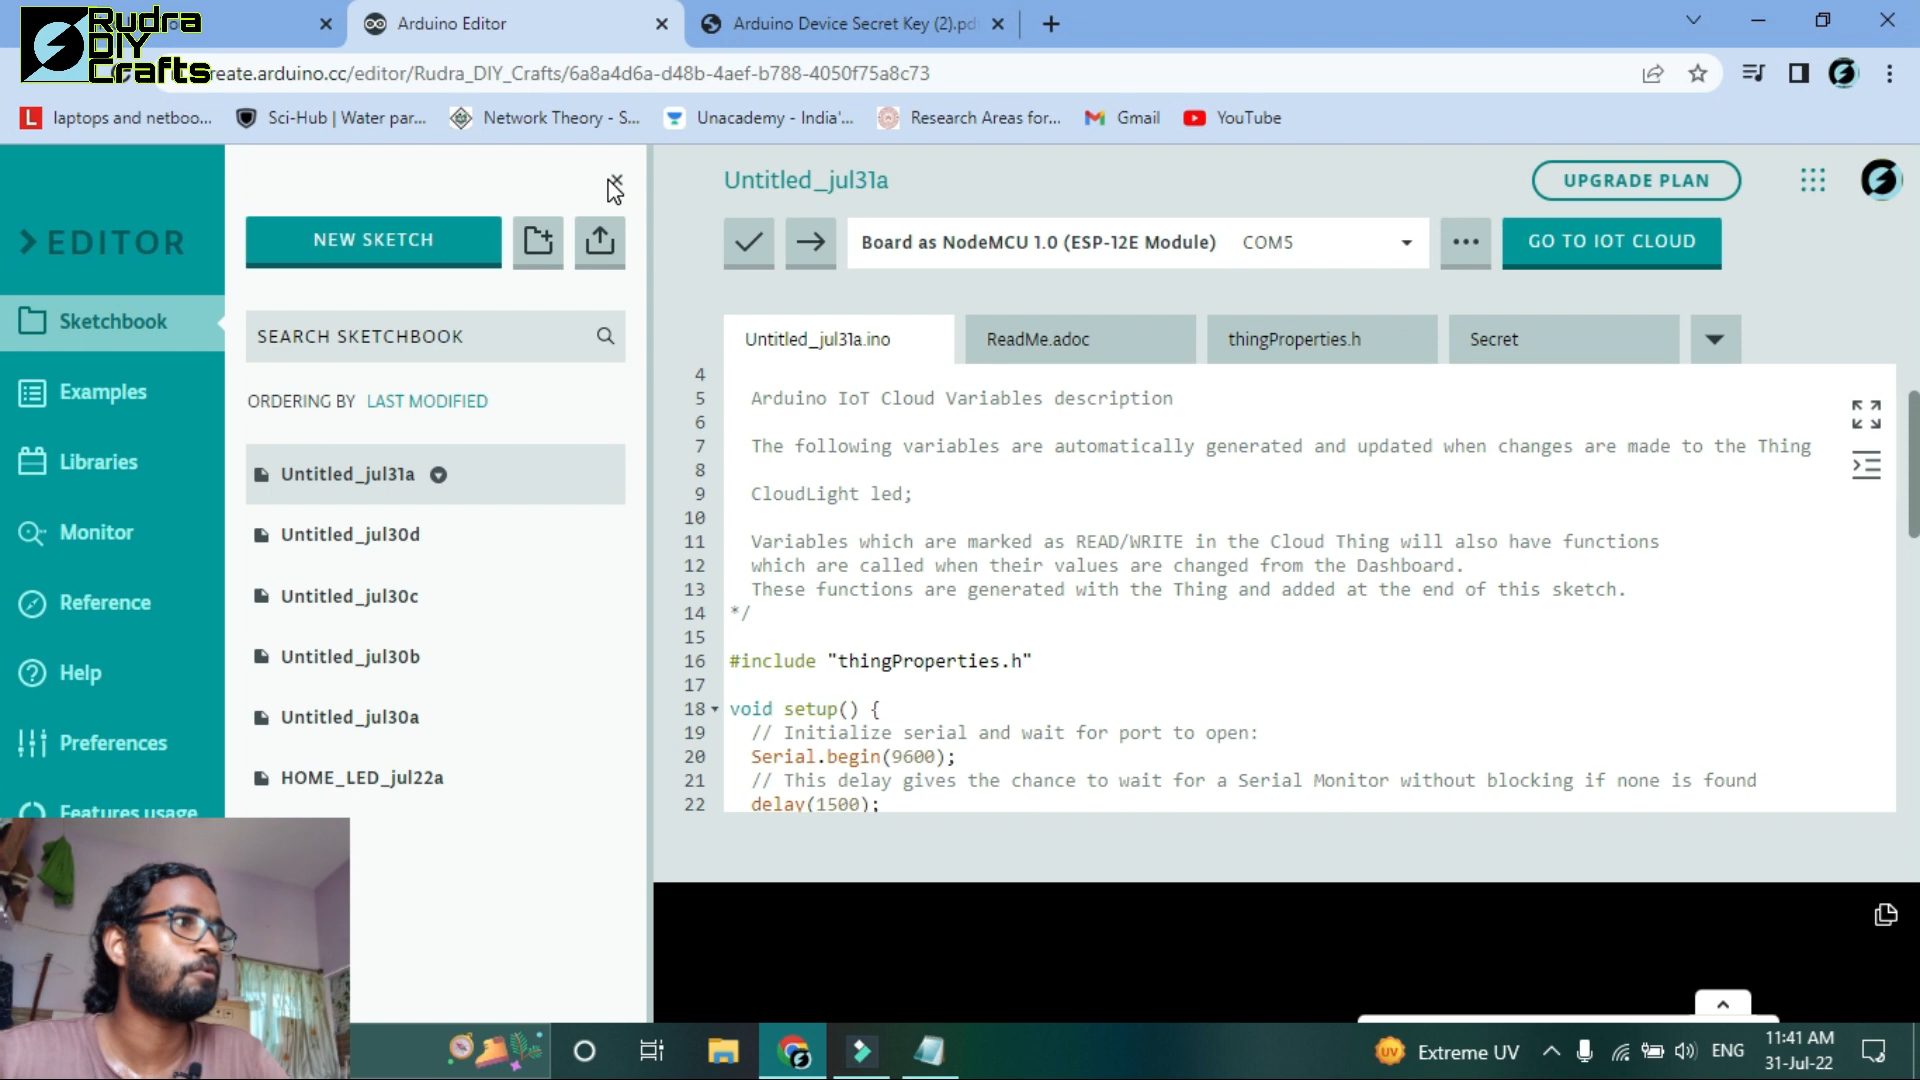 Rudra
DIY
Crafts
Arduino Editor
Arduino Device Secret Key (2).pd
reate.arduino.cc/editor/Rudra_DIY_Crafts/6a8a4d6a-d48b-4aef-b788-4050f75a8c73
L laptops and netboo...
Sci-Hub | Water par...
Network Theory - S...
Unacademy - India'...
Research Areas for...
Gmail
YouTube
EDITOR
Sketchbook
Examples
Libraries
Monitor
Reference
Help
Preferences
Features usage
NEW SKETCH
SEARCH SKETCHBOOK
ORDERING BY LAST MODIFIED
Untitled_jul31a
Untitled_jul30d
Untitled_jul30c
Untitled_jul30b
Untitled_jul30a
HOME_LED_jul22a
Untitled_jul31a
UPGRADE PLAN
Board as NodeMCU 1.0 (ESP-12E Module) COM5
GO TO IOT CLOUD
Untitled_jul31a.ino
ReadMe.adoc
thingProperties.h
Secret
4
5 Arduino IoT Cloud Variables description
6
7 The following variables are automatically generated and updated when changes are made to the Thing
8
9 CloudLight led;
10
11 Variables which are marked as READ/WRITE in the Cloud Thing will also have functions
12 which are called when their values are changed from the Dashboard.
13 These functions are generated with the Thing and added at the end of this sketch.
14 */
15
16 #include "thingProperties.h"
17
18 void setup() {
19 // Initialize serial and wait for port to open:
20 Serial.begin(9600);
21 // This delay gives the chance to wait for a Serial Monitor without blocking if none is found
22 delay(1500);
UV Extreme UV
ENG
11:41 AM
31-Jul-22